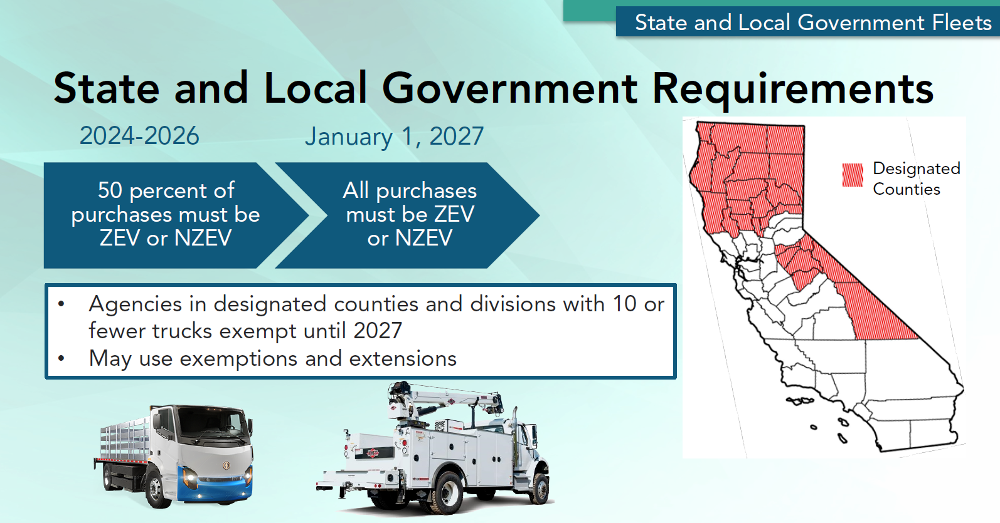 State and Local Government Fleets
State and Local Government Requirements
2024-2026
January 1, 2027
50 percent of
purchases must be
ZEV or NZEV
All purchases
must be ZEV
or NZEV
Designated
Counties
• Agencies in designated counties and divisions with 10 or
fewer trucks exempt until 2027
• May use exemptions and extensions